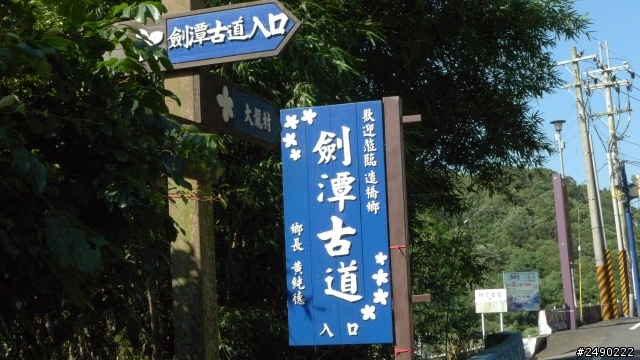 劍潭古道入口
大龍村
歡迎蒞臨 造橋鄉
劍潭古道
入口
鄉長 黃純德
#2490222